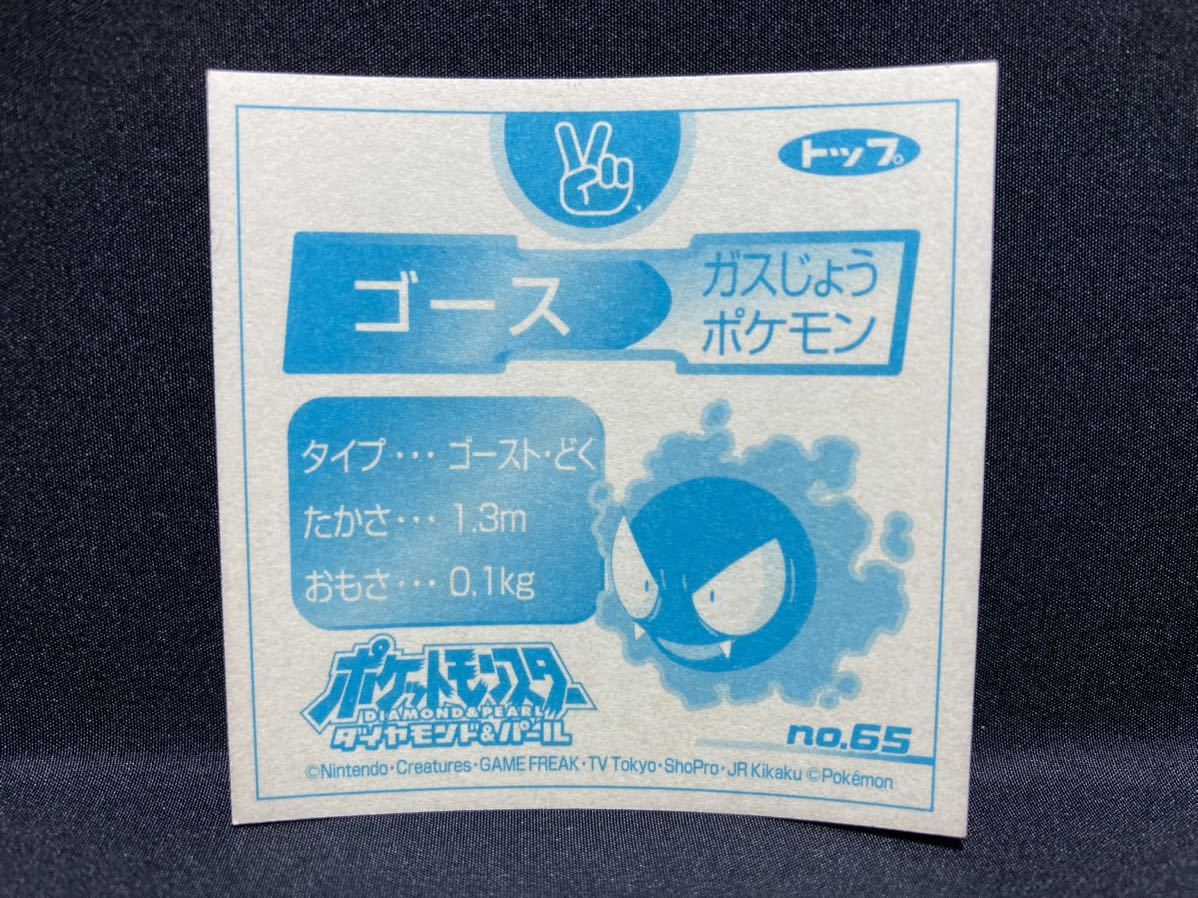 トップ。
ゴース
ガスじょう
ポケモン
タイプ・・・ ゴースト・どく
たかさ・・・ 1.3m
おもさ・・・ 0.1kg
ポケットモンスター
DIAMOND & PEARL
ダイヤモンド&パール
no.65
©Nintendo・Creatures・GAME FREAK・TV Tokyo・ShoPro・JR Kikaku ©Pokémon